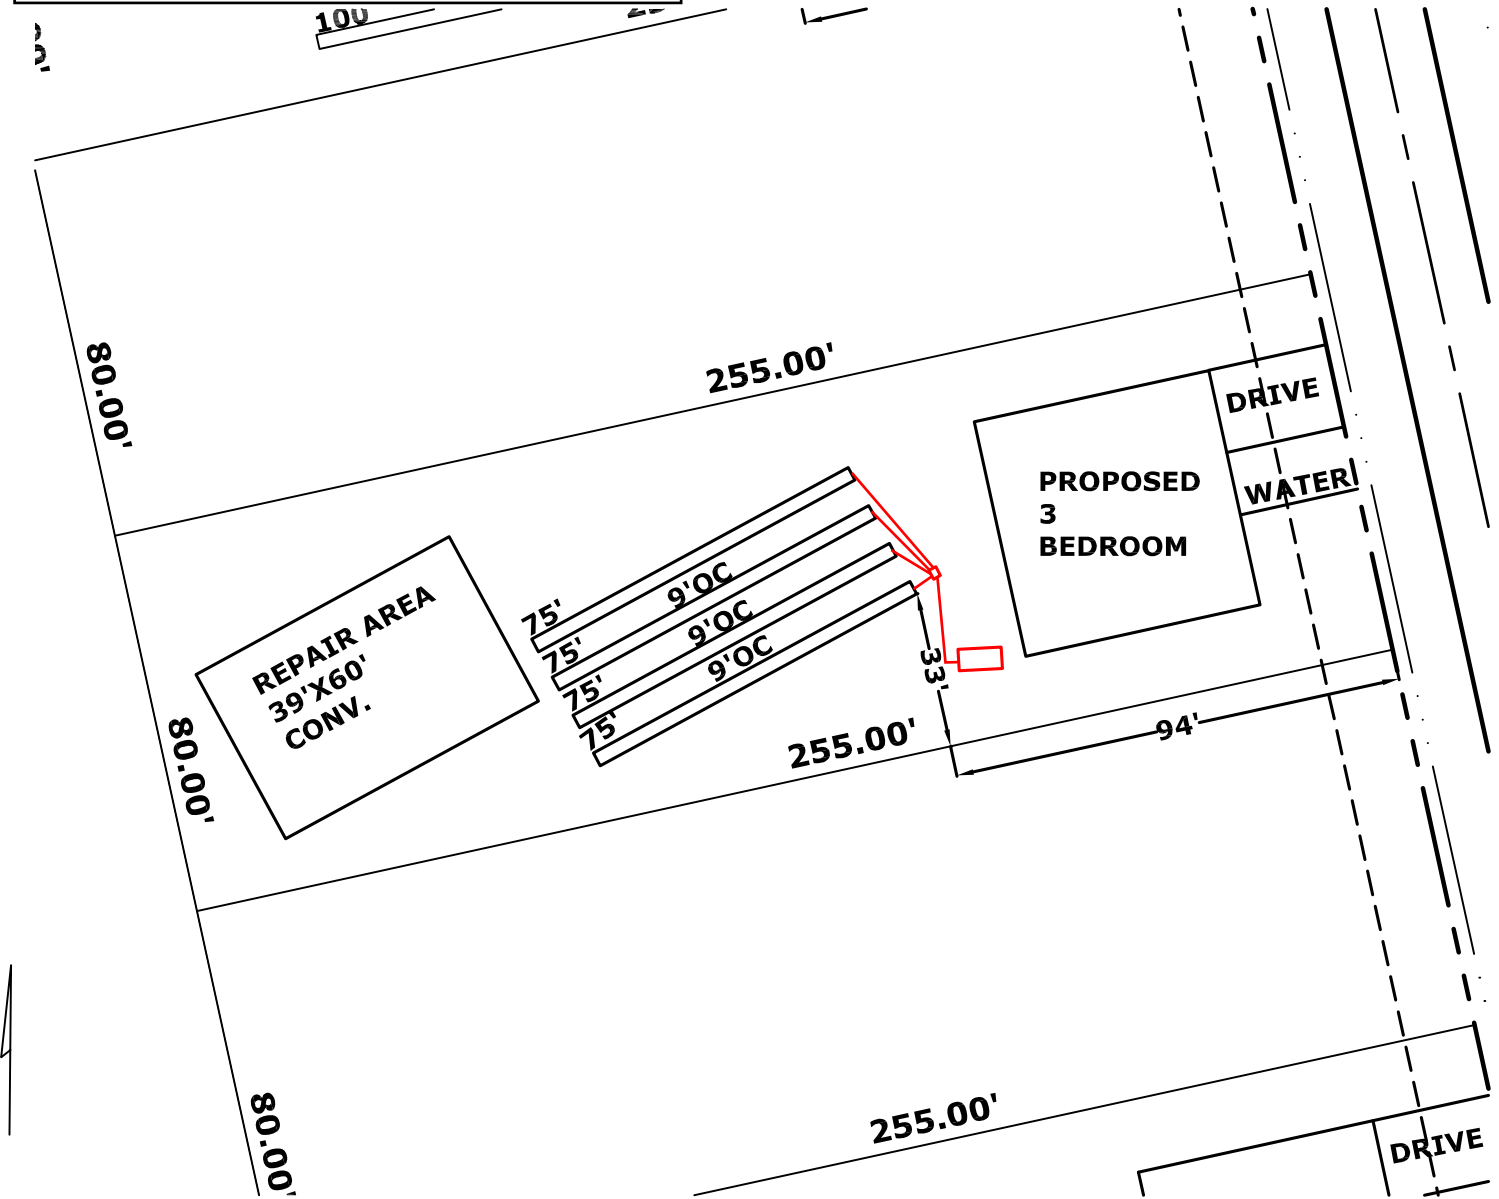 100
80.00'
255.00'
DRIVE
WATER
PROPOSED
3
BEDROOM
REPAIR AREA
39'X60'
CONV.
75'
75'
75'
75'
9'OC
9'OC
9'OC
33'
94'
255.00'
80.00'
255.00'
80.00'
DRIVE